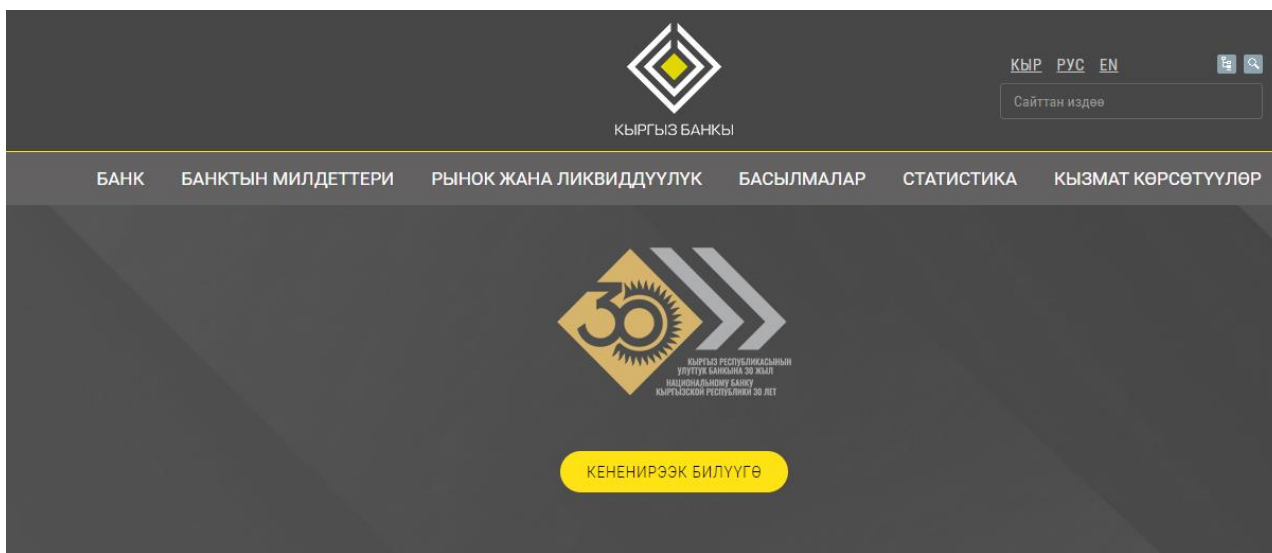 КЫР РУС EN
Сайттан издөө
КЫРГЫЗ БАНКЫ
БАНК БАНКТЫН МИЛДЕТТЕРИ РЫНОК ЖАНА ЛИКВИДДҮҮЛҮК БАСЫЛМАЛАР СТАТИСТИКА КЫЗМАТ КӨРСӨТҮҮЛӨР
30
КЫРГЫЗ РЕСПУБЛИКАСЫНЫН
УЛУТТУК БАНКЫНА 30 ЖЫЛ
НАЦИОНАЛЬНОМУ БАНКУ
КЫРГЫЗСКОЙ РЕСПУБЛИКИ 30 ЛЕТ
КЕНЕНИРЭЭК БИЛҮҮГӨ